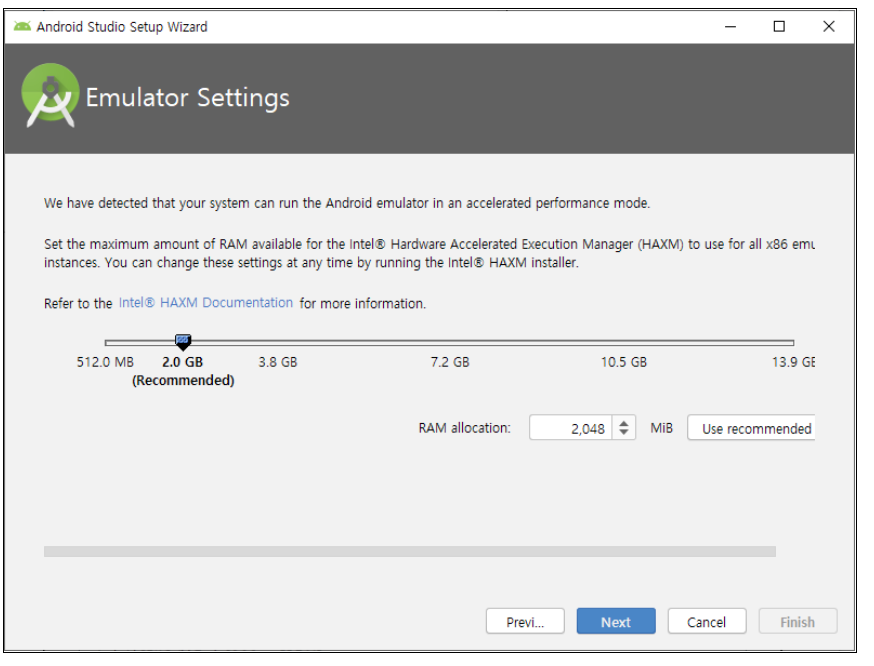 Android Studio Setup Wizard
Emulator Settings
We have detected that your system can run the Android emulator in an accelerated performance mode.
Set the maximum amount of RAM available for the Intel® Hardware Accelerated Execution Manager (HAXM) to use for all x86 emu
instances. You can change these settings at any time by running the Intel® HAXM installer.
Refer to the Intel® HAXM Documentation for more information.
512.0 MB 2.0 GB 3.8 GB 7.2 GB 10.5 GB 13.9 GB
(Recommended)
RAM allocation: 2,048 MiB Use recommended
Previ... Next Cancel Finish